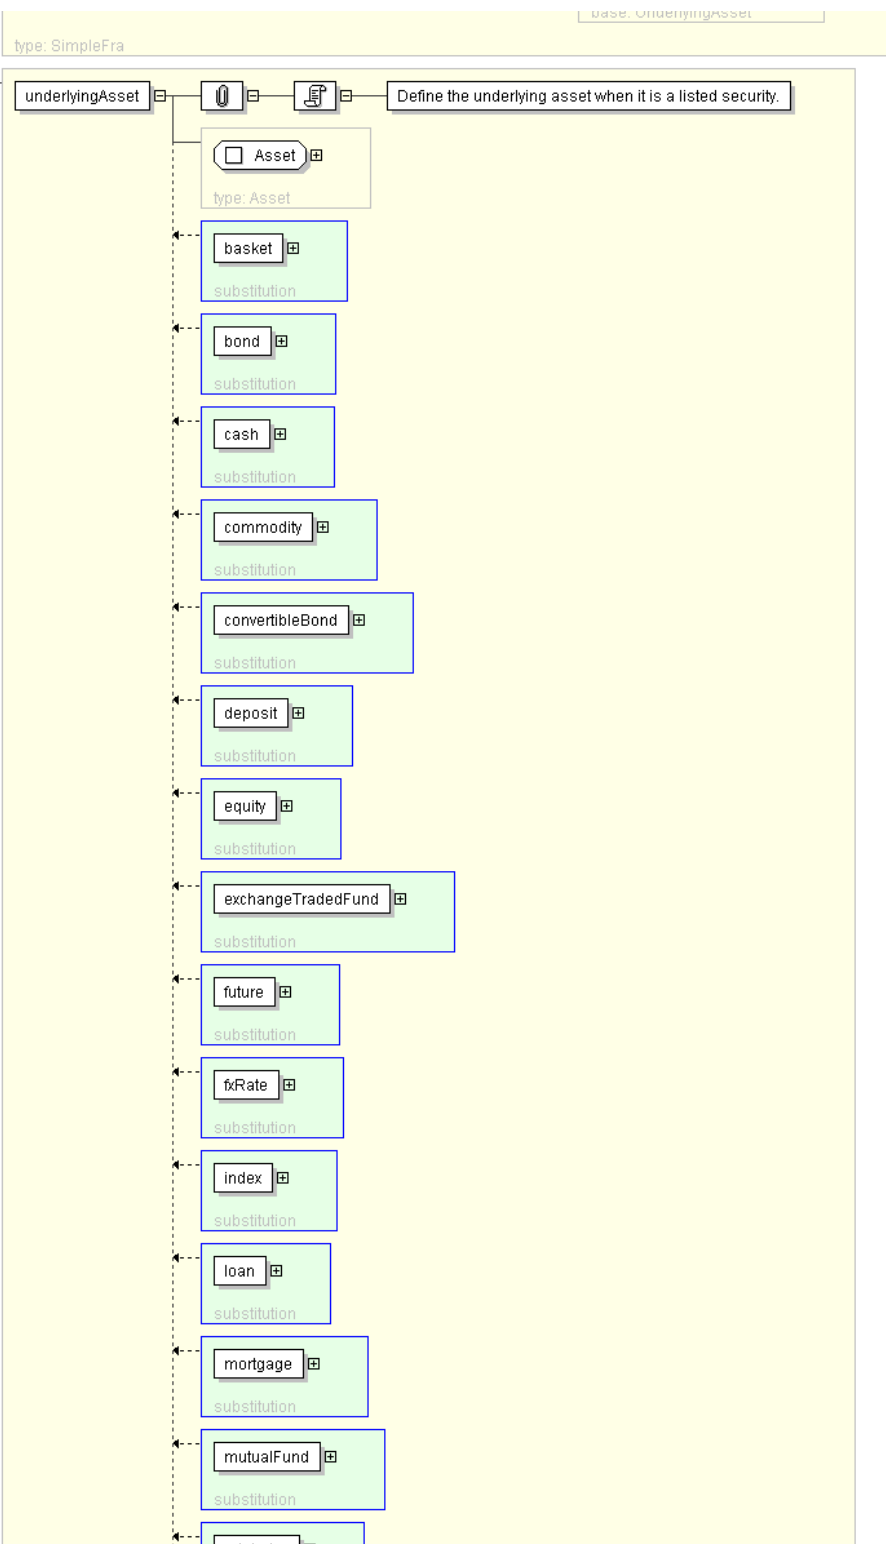 base: UnderlyingAsset
type: SimpleFra
underlyingAsset
Define the underlying asset when it is a listed security.
Asset
type: Asset
basket
substitution
bond
substitution
cash
substitution
commodity
substitution
convertibleBond
substitution
deposit
substitution
equity
substitution
exchangeTradedFund
substitution
future
substitution
fxRate
substitution
index
substitution
loan
substitution
mortgage
substitution
mutualFund
substitution